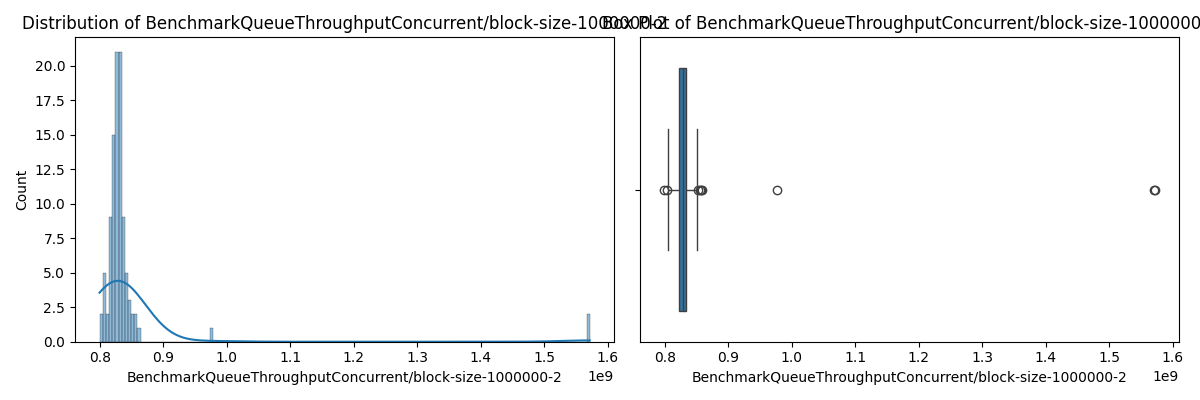 Distribution of BenchmarkQueueThroughputConcurrent/block-size-1000000-2
Box Plot of BenchmarkQueueThroughputConcurrent/block-size-1000000
20.0
17.5
15.0
12.5
10.0
7.5
5.0
2.5
0.0
Count
0.8 0.9 1.0 1.1 1.2 1.3 1.4 1.5 1.6
1e9
BenchmarkQueueThroughputConcurrent/block-size-1000000-2
0.8 0.9 1.0 1.1 1.2 1.3 1.4 1.5 1.6
1e9
BenchmarkQueueThroughputConcurrent/block-size-1000000-2